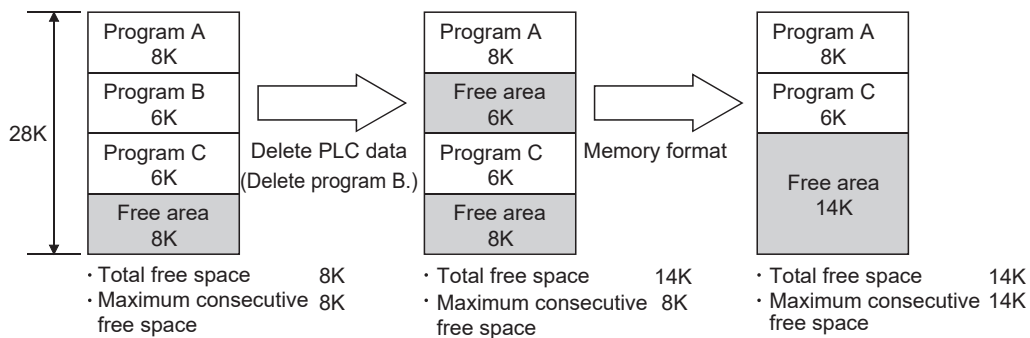 28K
Program A
8K
Program B
6K
Program C
6K
Free area
8K
· Total free space 8K
· Maximum consecutive 8K
free space
Delete PLC data
(Delete program B.)
Program A
8K
Free area
6K
Program C
6K
Free area
8K
· Total free space 14K
· Maximum consecutive 8K
free space
Memory format
Program A
8K
Program C
6K
Free area
14K
· Total free space 14K
· Maximum consecutive 14K
free space